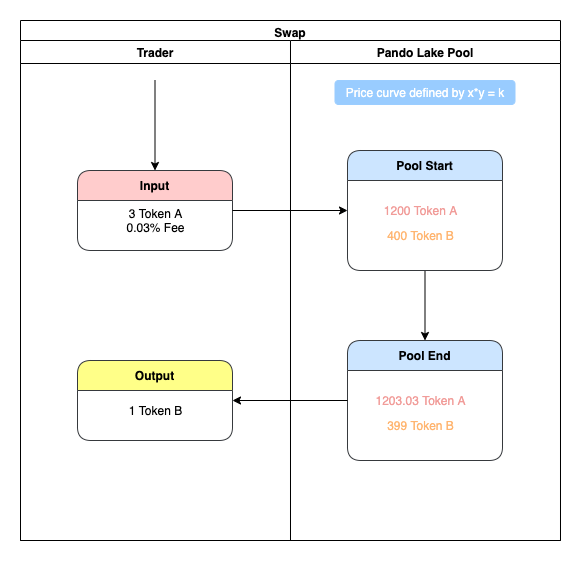 Swap
Trader
Pando Lake Pool
Price curve defined by x*y = k
Input
3 Token A
0.03% Fee
Pool Start
1200 Token A
400 Token B
Output
1 Token B
Pool End
1203.03 Token A
399 Token B